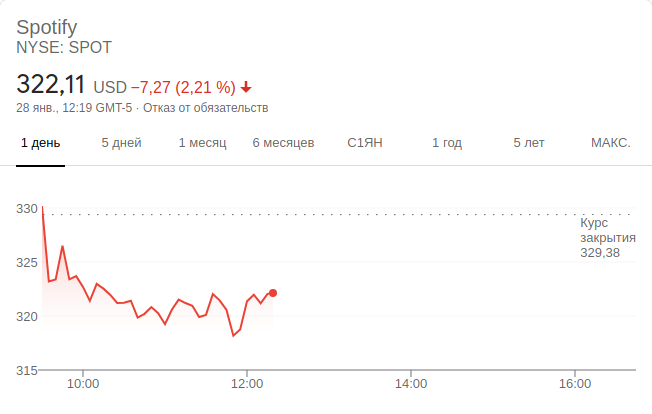 Spotify
NYSE: SPOT
322,11 USD −7,27 (2,21 %)
28 янв., 12:19 GMT-5 · Отказ от обязательств
1 день 5 дней 1 месяц 6 месяцев С1ЯН 1 год 5 лет МАКС.
330
Курс
закрытия
329,38
325
320
315
10:00 12:00 14:00 16:00